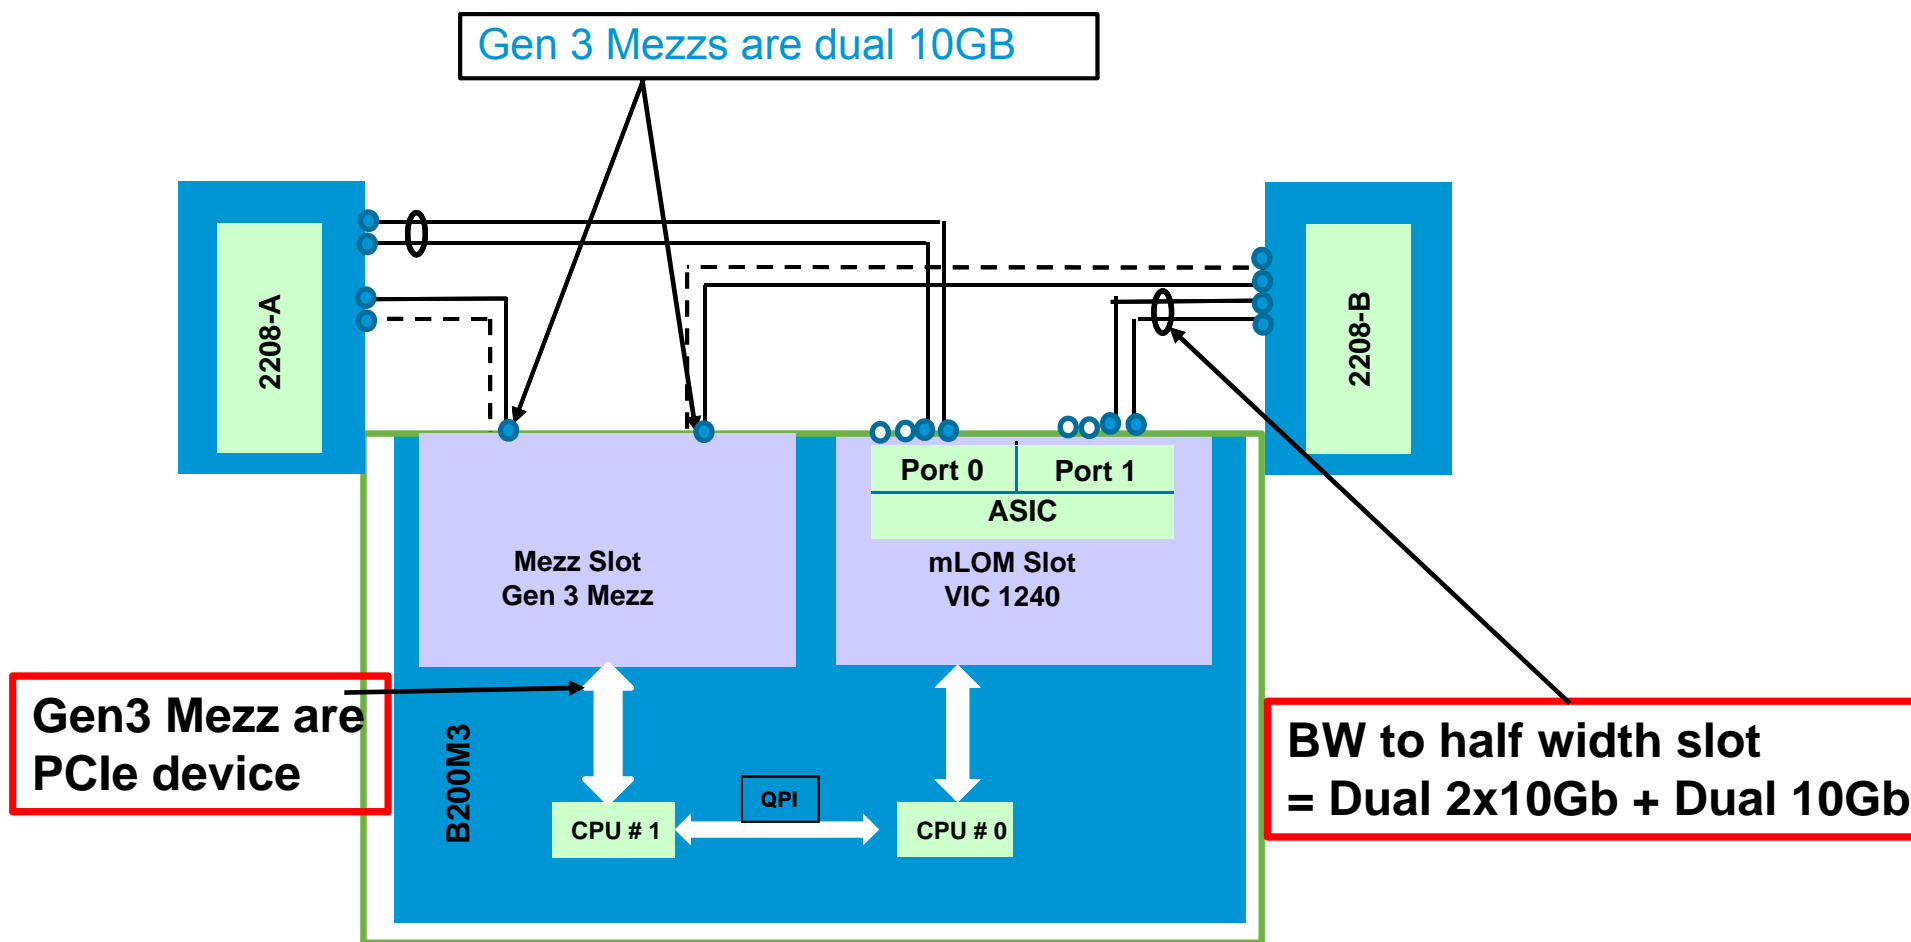 Gen 3 Mezzs are dual 10GB
2208-A
2208-B
Port 0
Port 1
ASIC
Mezz Slot
Gen 3 Mezz
mLOM Slot
VIC 1240
Gen3 Mezz are
PCIe device
B200M3
QPI
CPU # 1
CPU # 0
BW to half width slot
= Dual 2x10Gb + Dual 10Gb